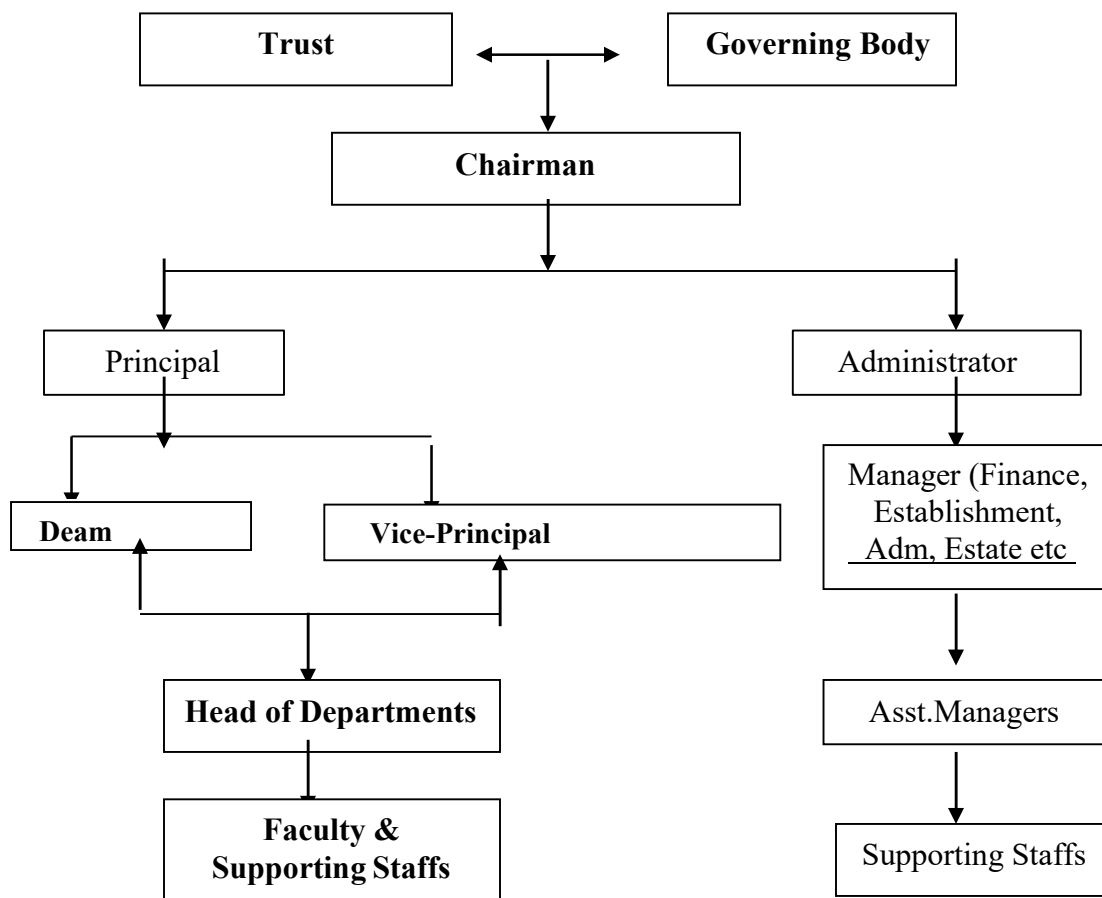 Trust
Governing Body
Chairman
Principal
Administrator
Deam
Vice-Principal
Manager (Finance,
Establishment,
Adm, Estate etc
Head of Departments
Asst.Managers
Faculty &
Supporting Staffs
Supporting Staffs